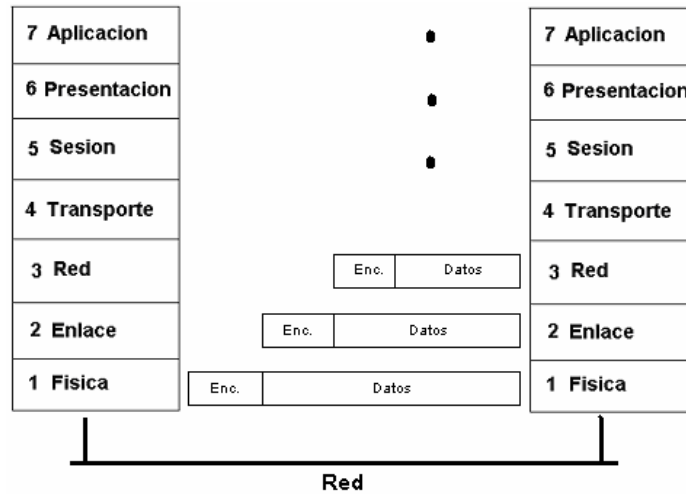 7 Aplicacion
6 Presentacion
5 Sesion
4 Transporte
3 Red
2 Enlace
1 Fisica
Enc. Datos
Enc. Datos
Enc. Datos
7 Aplicacion
6 Presentacion
5 Sesion
4 Transporte
3 Red
2 Enlace
1 Fisica
Red